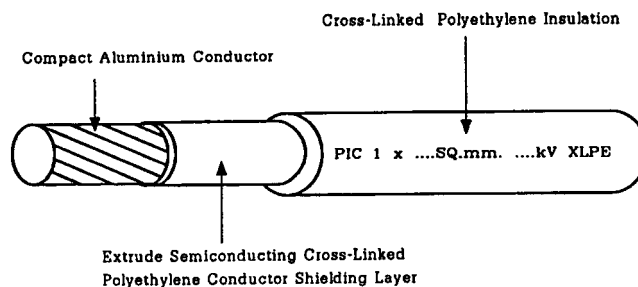 Cross-Linked Polyethylene Insulation
Compact Aluminium Conductor
PIC 1 x ....SQ.mm. ....kV XLPE
Extrude Semiconducting Cross-Linked
Polyethylene Conductor Shielding Layer